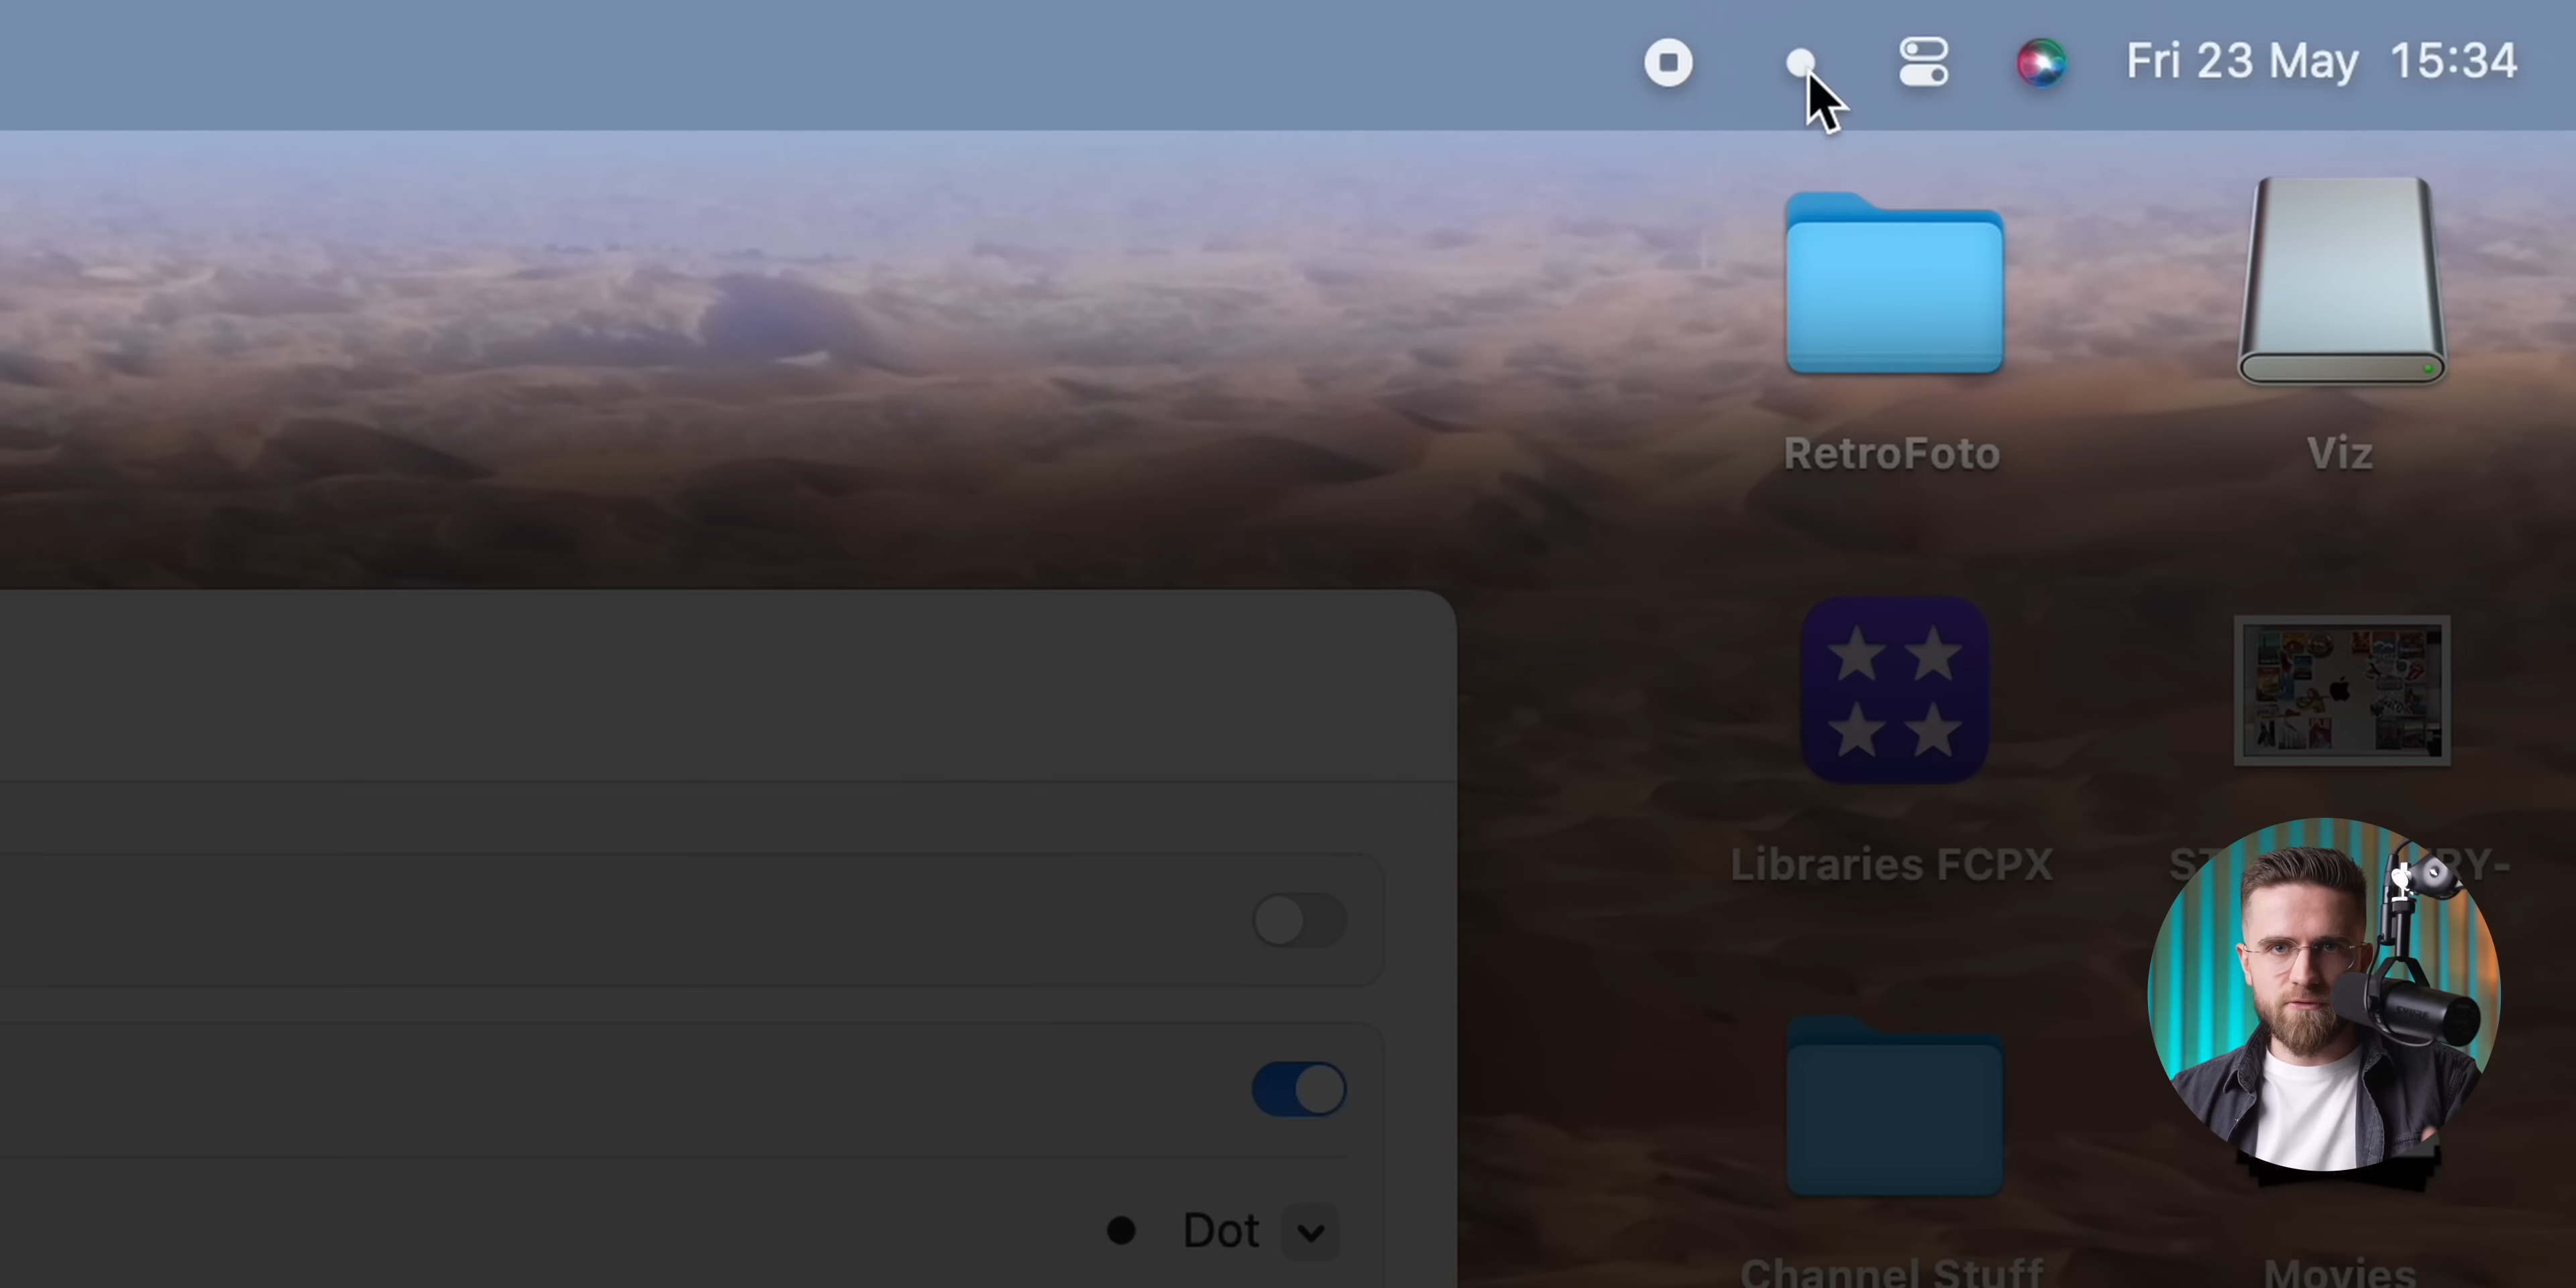 Fri 23 May 15:34
RetroFoto
Viz
Libraries FCPX
Dot
Channel Stuff
Movies